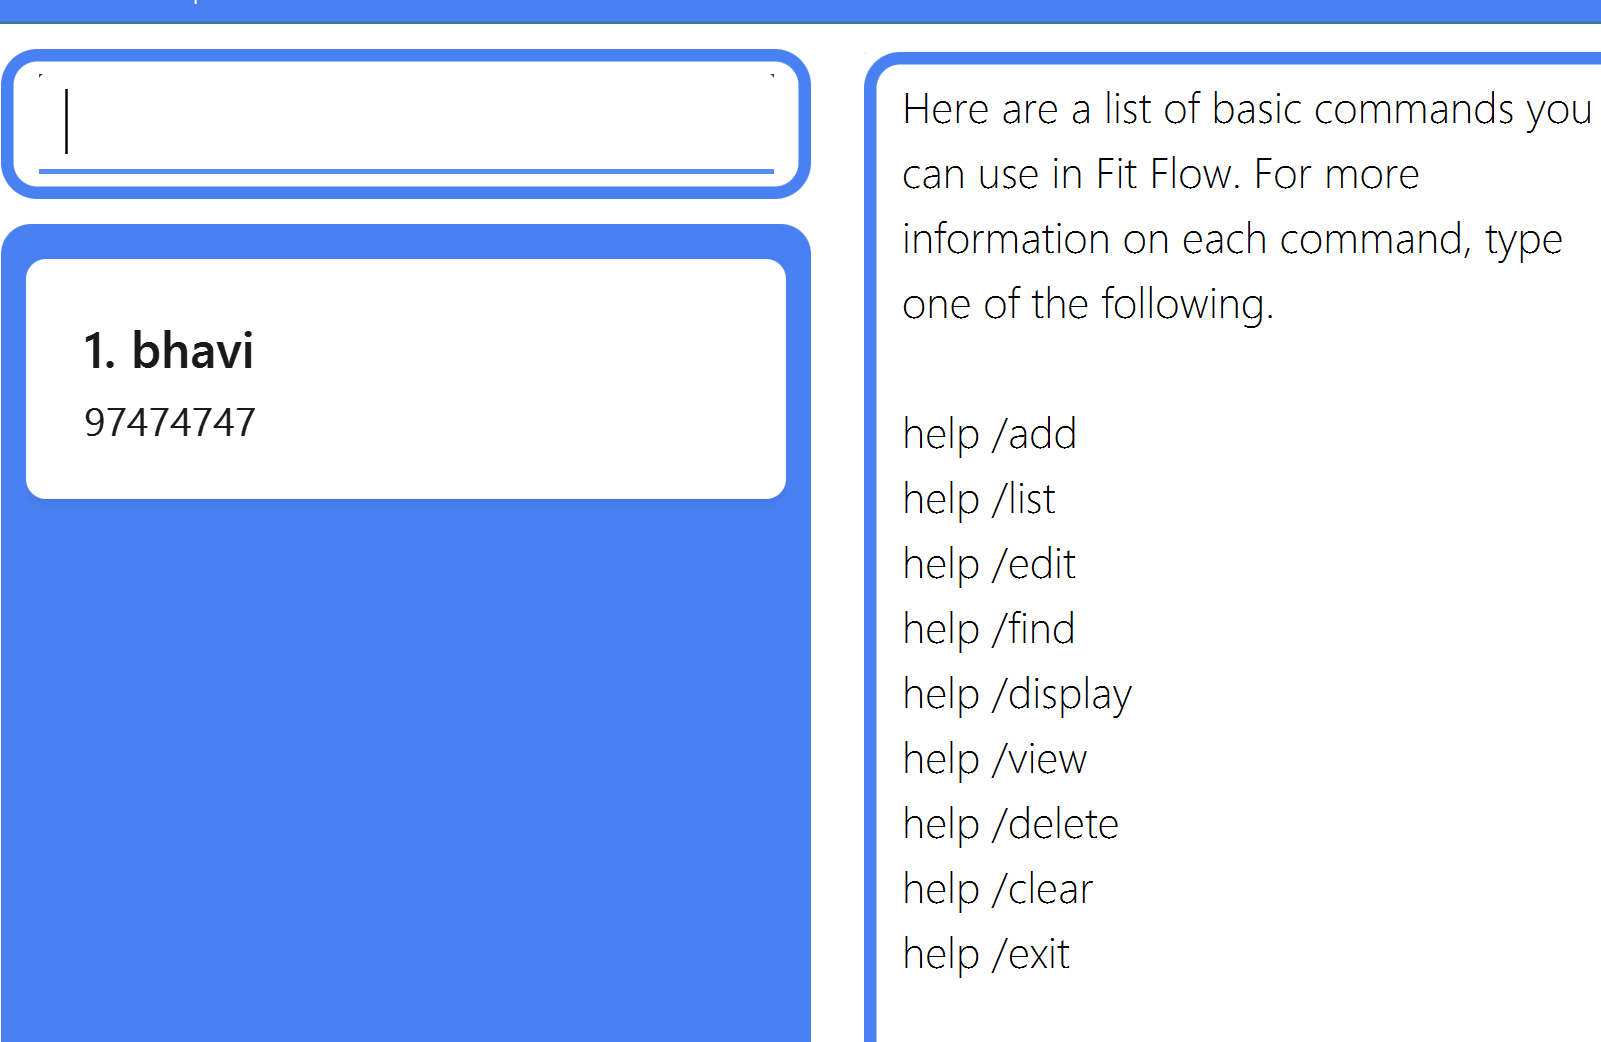 1. bhavi
97474747
Here are a list of basic commands you
can use in Fit Flow. For more
information on each command, type
one of the following.
help /add
help /list
help /edit
help /find
help /display
help /view
help /delete
help /clear
help /exit